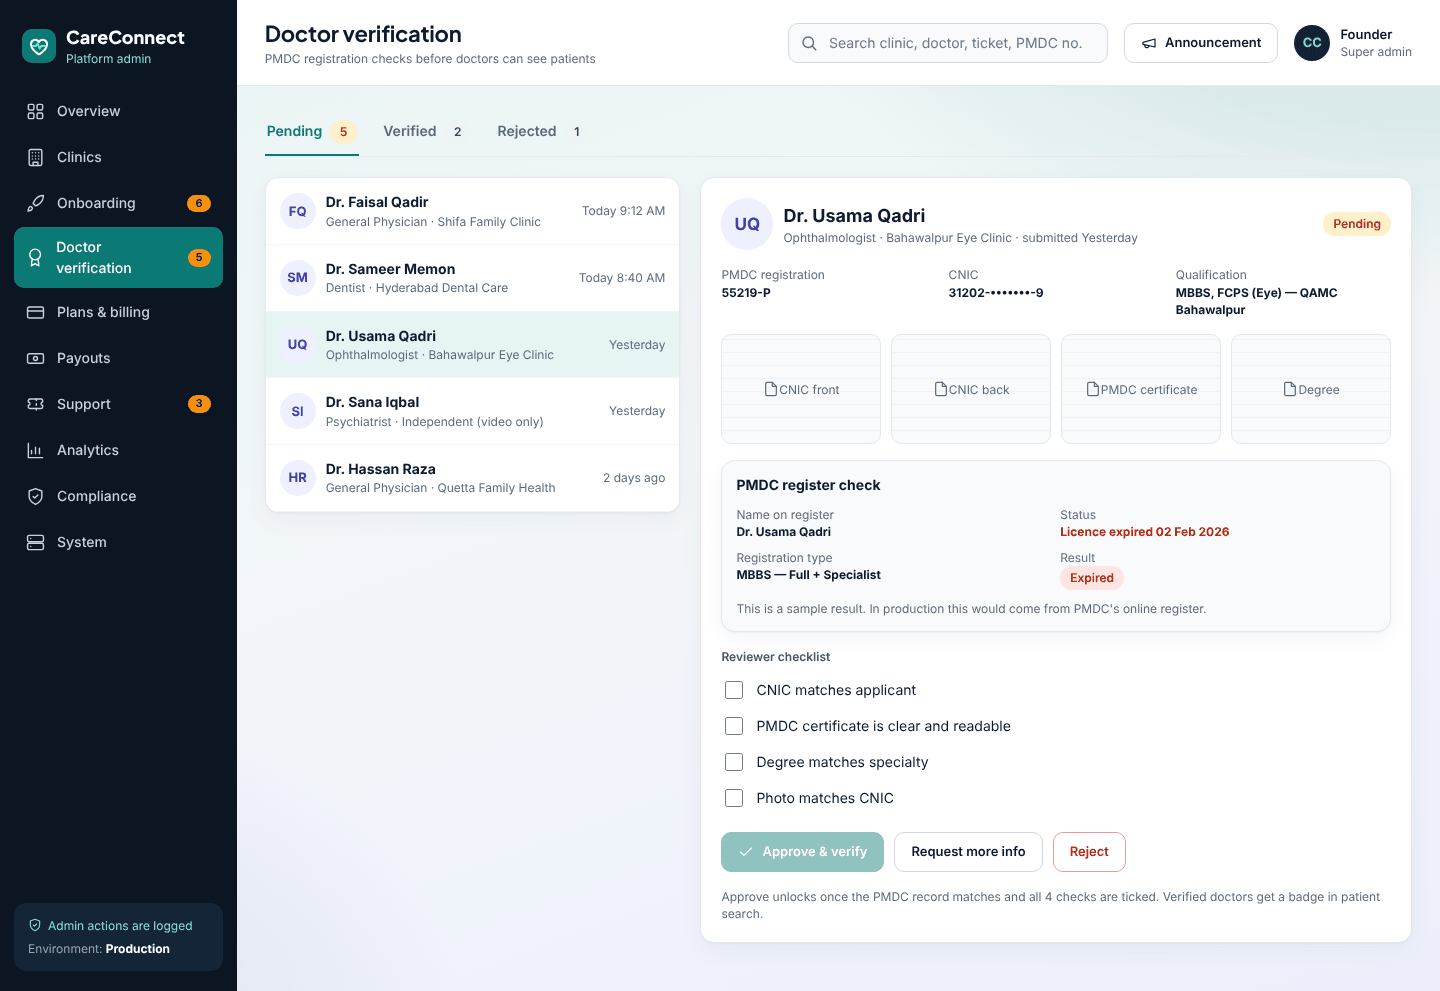 CareConnect
Platform admin
Overview
Clinics
Onboarding 6
Doctor verification 5
Plans & billing
Payouts
Support 3
Analytics
Compliance
System
Admin actions are logged
Environment: Production
Doctor verification
PMDC registration checks before doctors can see patients
Search clinic, doctor, ticket, PMDC no.
Announcement
CC
Founder
Super admin
Pending 5
Verified 2
Rejected 1
FQ
Dr. Faisal Qadir
General Physician · Shifa Family Clinic
Today 9:12 AM
SM
Dr. Sameer Memon
Dentist · Hyderabad Dental Care
Today 8:40 AM
UQ
Dr. Usama Qadri
Ophthalmologist · Bahawalpur Eye Clinic
Yesterday
SI
Dr. Sana Iqbal
Psychiatrist · Independent (video only)
Yesterday
HR
Dr. Hassan Raza
General Physician · Quetta Family Health
2 days ago
UQ
Dr. Usama Qadri
Ophthalmologist · Bahawalpur Eye Clinic · submitted Yesterday
Pending
PMDC registration
55219-P
CNIC
31202-•••••••-9
Qualification
MBBS, FCPS (Eye) — QAMC
Bahawalpur
CNIC front
CNIC back
PMDC certificate
Degree
PMDC register check
Name on register
Dr. Usama Qadri
Status
Licence expired 02 Feb 2026
Registration type
MBBS — Full + Specialist
Result
Expired
This is a sample result. In production this would come from PMDC's online register.
Reviewer checklist
CNIC matches applicant
PMDC certificate is clear and readable
Degree matches specialty
Photo matches CNIC
Approve & verify
Request more info
Reject
Approve unlocks once the PMDC record matches and all 4 checks are ticked. Verified doctors get a badge in patient
search.